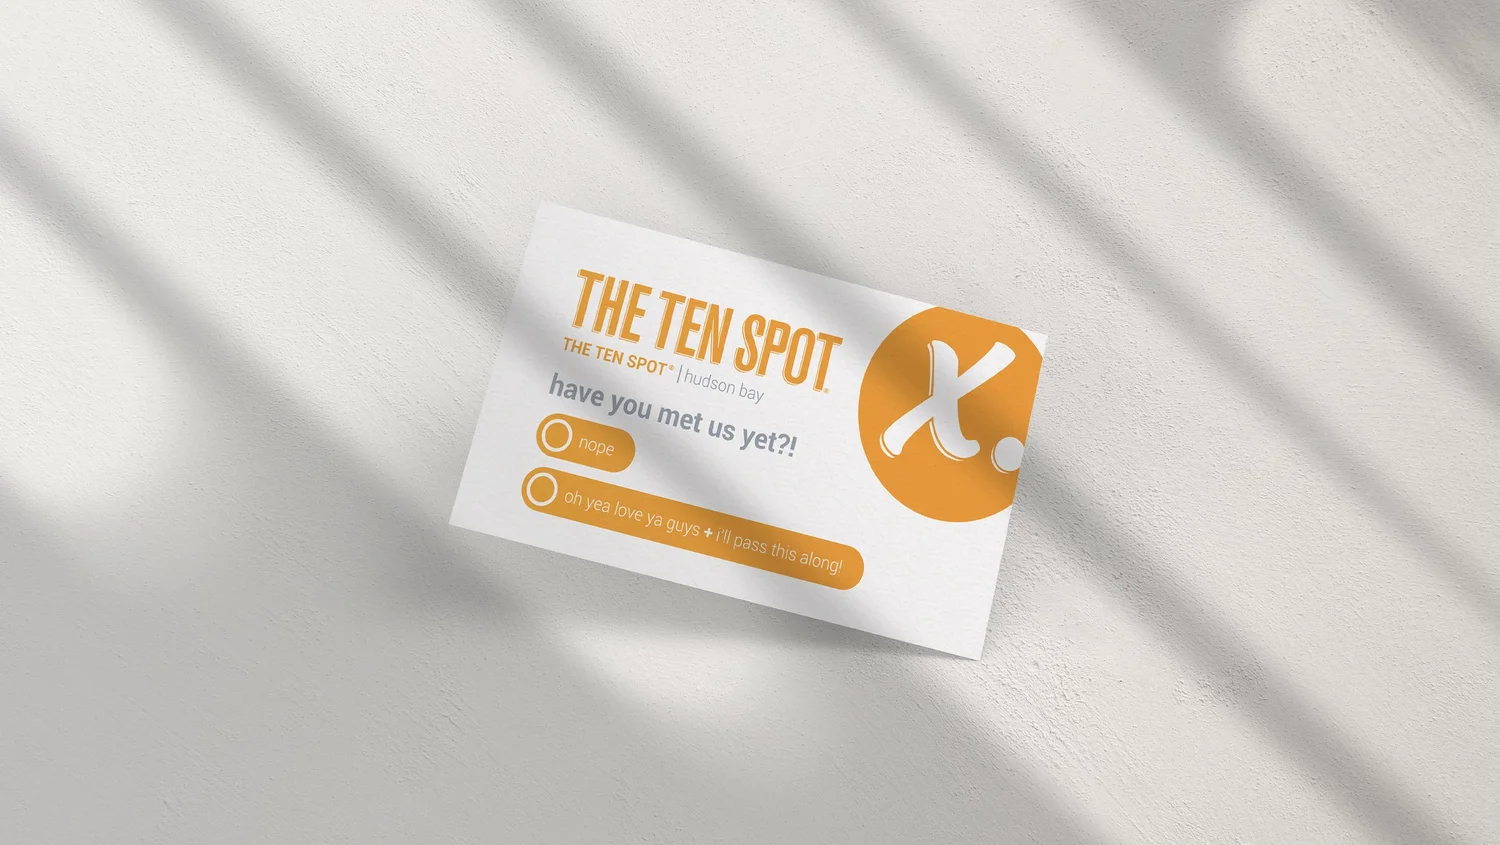 THE TEN SPOT®
THE TEN SPOT® | hudson bay
have you met us yet?!
nope
oh yea love ya guys + i'll pass this along!
X.